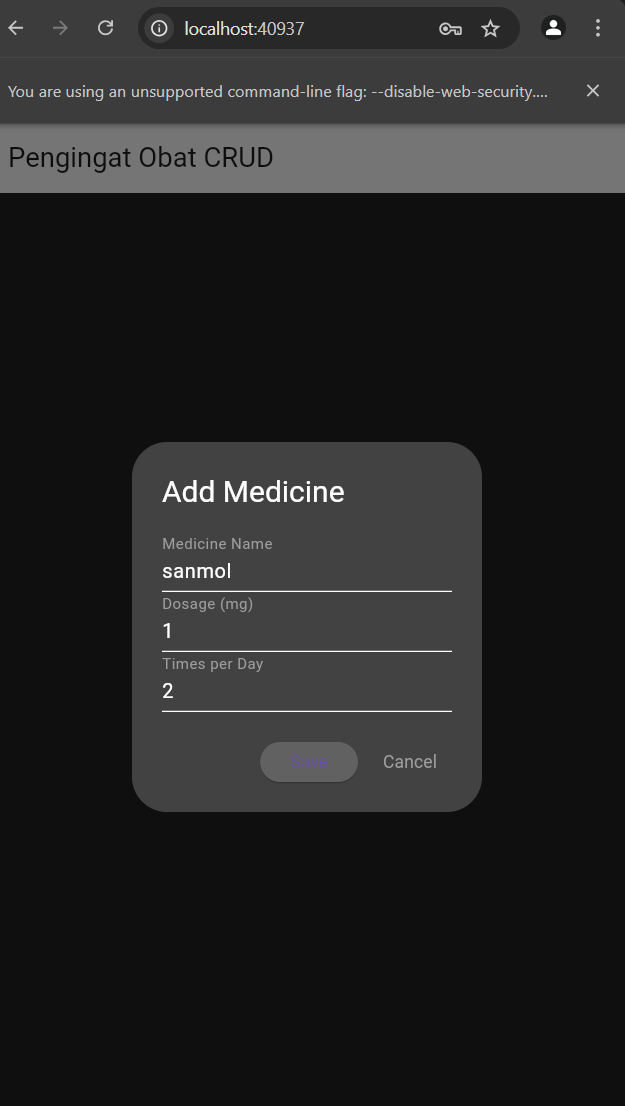 localhost:40937
You are using an unsupported command-line flag: --disable-web-security....
Pengingat Obat CRUD
Add Medicine
Medicine Name
sanmol
Dosage (mg)
1
Times per Day
2
Save Cancel